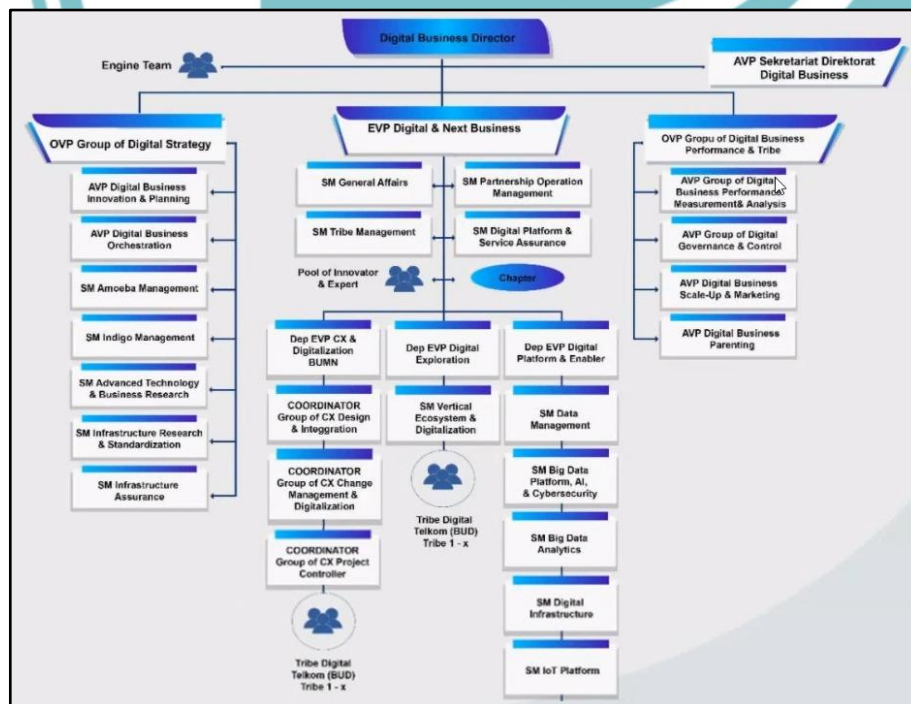 Digital Business Director
Engine Team
AVP Sekretariat Direktorat
Digital Business
OVP Group of Digital Strategy
EVP Digital & Next Business
OVP Gropu of Digital Business
Performance & Tribe
AVP Digital Business
Innovation & Planning
AVP Digital Business
Orchestration
SM Amoeba Management
SM Indigo Management
SM Advanced Technology
& Business Research
SM Infrastructure Research
& Standardization
SM Infrastructure
Assurance
SM General Affairs
SM Partnership Operation
Management
SM Tribe Management
SM Digital Platform &
Service Assurance
Pool of Innovator
& Expert
Chapter
Dep EVP CX &
Digitalization
BUMN
COORDINATOR
Group of CX Design
& Integgration
COORDINATOR
Group of CX Change
Management &
Digitalization
COORDINATOR
Group of CX Project
Controller
Tribe Digital
Telkom (BUD)
Tribe 1 - x
Dep EVP Digital
Exploration
SM Vertical
Ecosystem &
Digitalization
Tribe Digital
Telkom (BUD)
Tribe 1 - x
Dep EVP Digital
Platform & Enabler
SM Data
Management
SM Big Data
Platform, AI,
& Cybersecurity
SM Big Data
Analytics
SM Digital
Infrastructure
SM IoT Platform
AVP Group of Digital
Business Performance
Measurement& Analysis
AVP Group of Digital
Governance & Control
AVP Digital Business
Scale-Up & Marketing
AVP Digital Business
Parenting